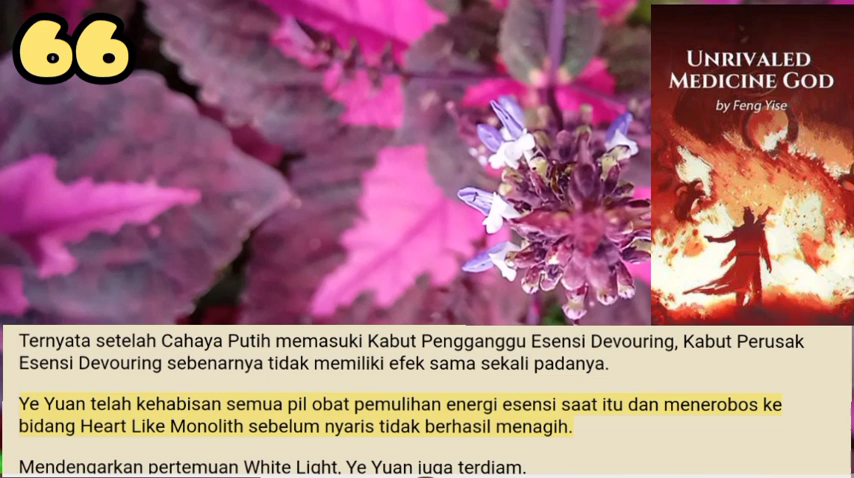 66
UNRIVALED
MEDICINE GOD
by Feng Yise
Ternyata setelah Cahaya Putih memasuki Kabut Pengganggu Esensi Devouring, Kabut Perusak
Esensi Devouring sebenarnya tidak memiliki efek sama sekali padanya.
Ye Yuan telah kehabisan semua pil obat pemulihan energi esensi saat itu dan menerobos ke
bidang Heart Like Monolith sebelum nyaris tidak berhasil menagih.
Mendengarkan pertemuan White Light, Ye Yuan juga terdiam.